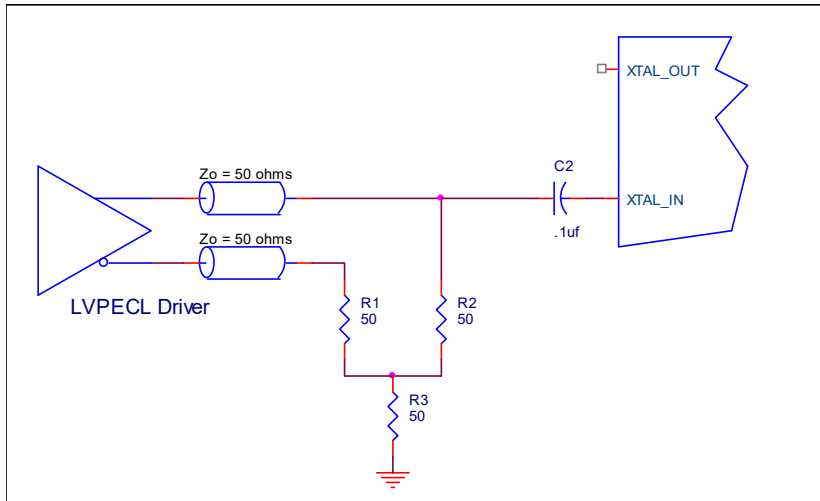 XTAL_OUT
C2
Zo = 50 ohms
XTAL_IN
.1uf
Zo = 50 ohms
LVPECL Driver
R1
50
R2
50
R3
50